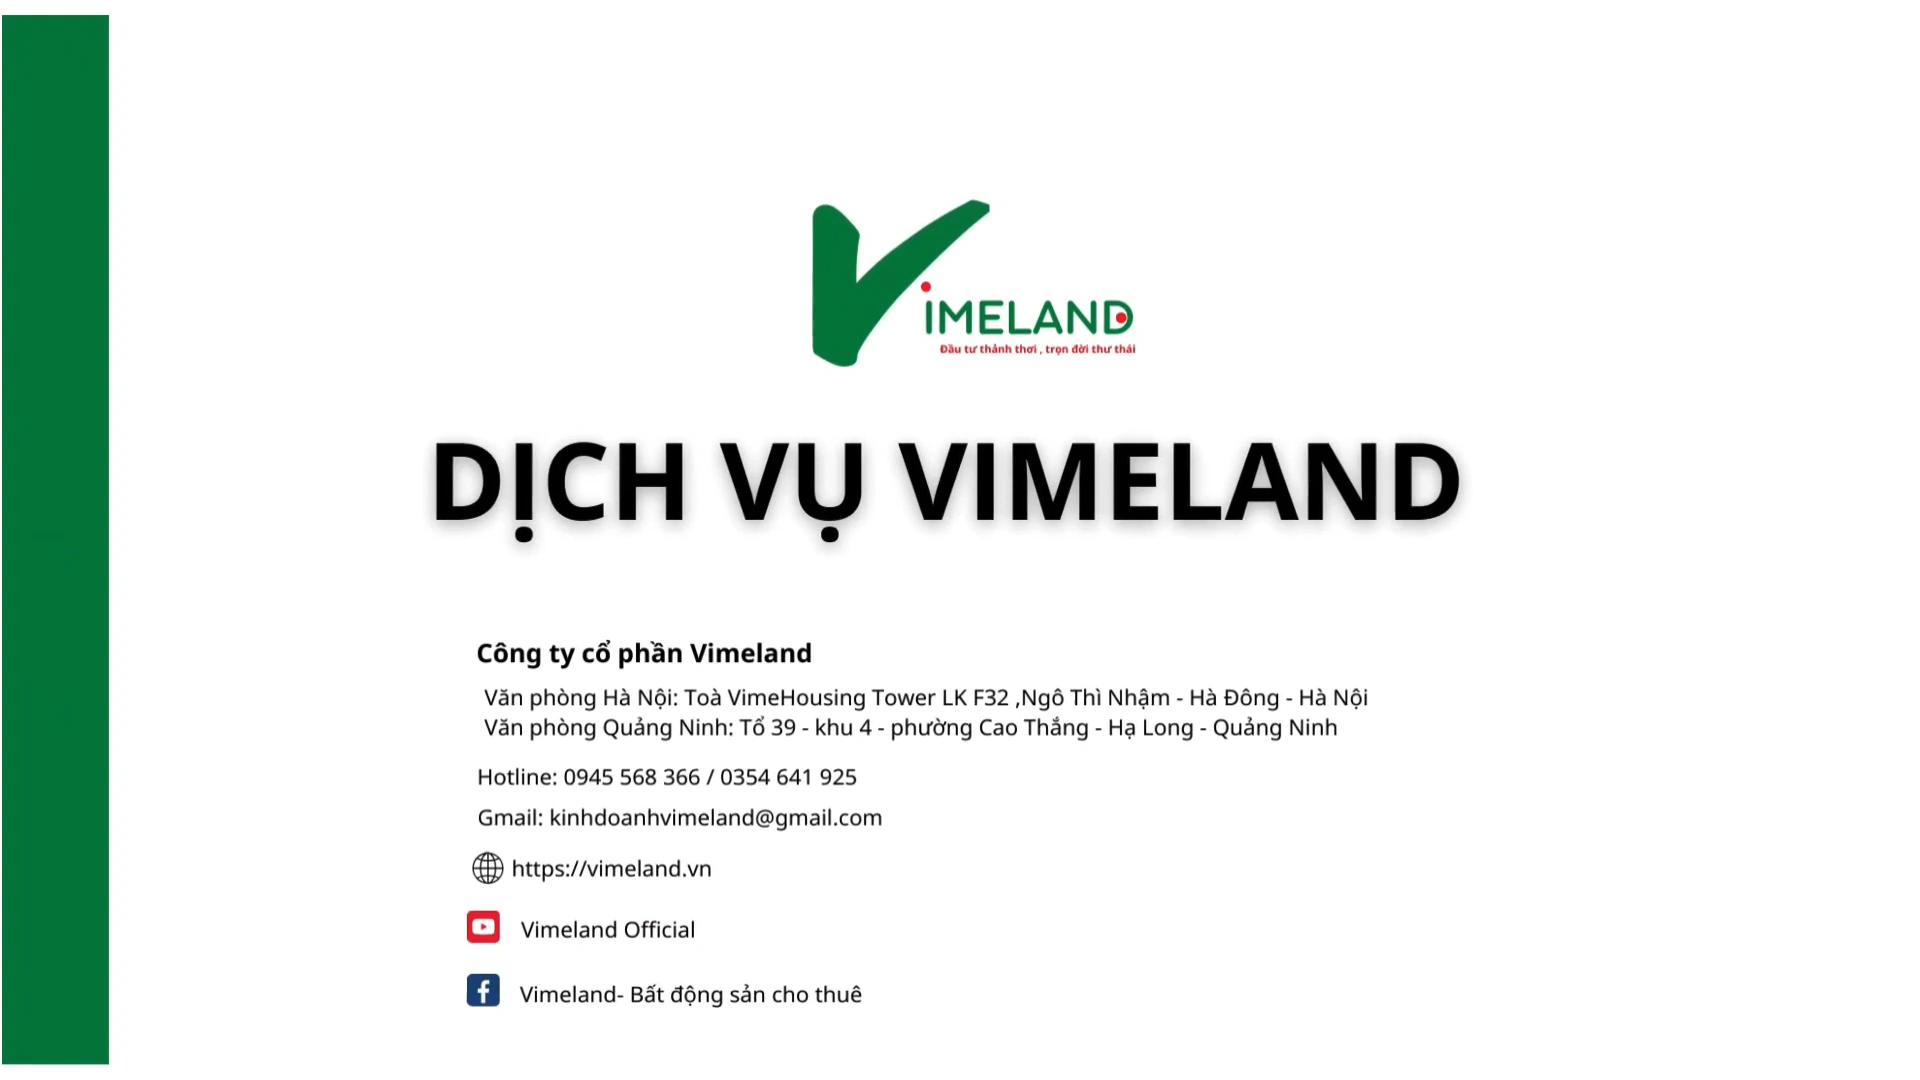 VIMELAND
Đầu tư thảnh thơi , trọn đời thư thái
DỊCH VỤ VIMELAND
Công ty cổ phần Vimeland
Văn phòng Hà Nội: Toà VimeHousing Tower LK F32 ,Ngô Thì Nhậm - Hà Đông - Hà Nội
Văn phòng Quảng Ninh: Tổ 39 - khu 4 - phường Cao Thắng - Hạ Long - Quảng Ninh
Hotline: 0945 568 366 / 0354 641 925
Gmail: kinhdoanhvimeland@gmail.com
https://vimeland.vn
Vimeland Official
Vimeland- Bất động sản cho thuê